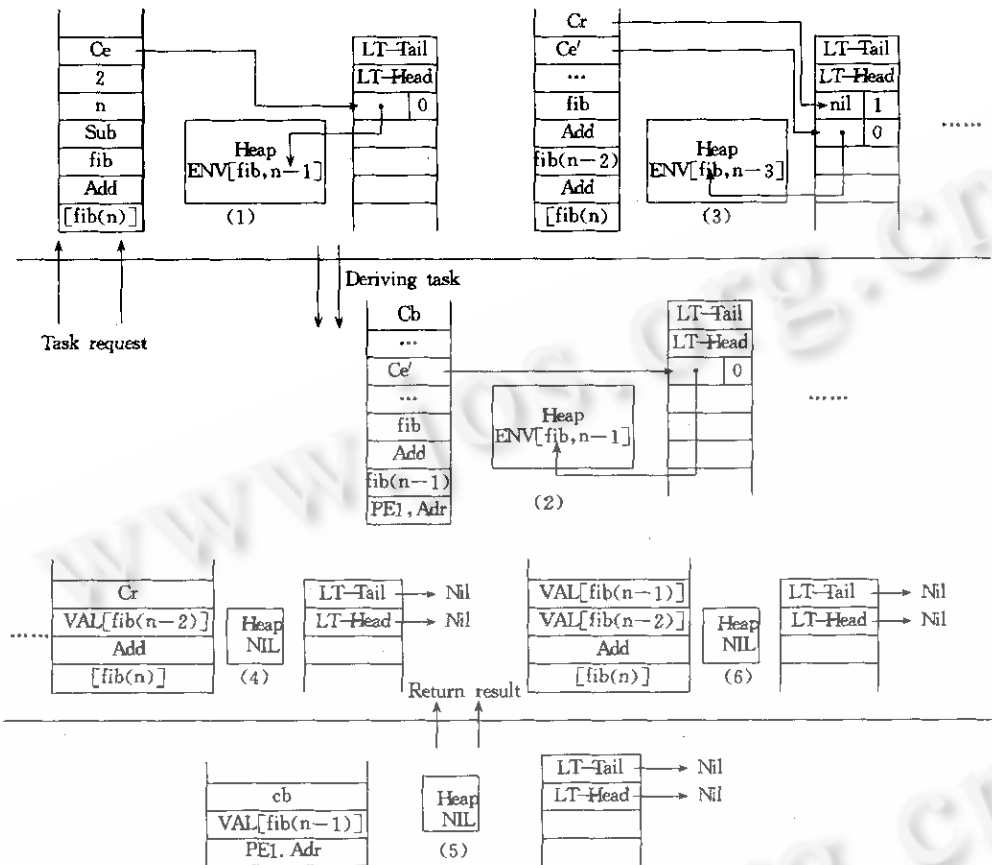 Ce
2
n
Sub
fib
Add
[fib(n)]
Heap
ENV[fib,n−1]
(1)
LT-Tail
LT-Head
0
Cr
Ce′
...
fib
Add
fib(n−2)
Add
[fib(n)
Heap
ENV[fib,n−3]
(3)
LT-Tail
LT-Head
nil 1
0
......
Task request
Deriving task
Cb
...
Ce′
...
fib
Add
fib(n−1)
PE1, Adr
Heap
ENV[fib,n−1]
(2)
LT-Tail
LT-Head
0
......
......
Cr
VAL[fib(n−2)]
Add
[fib(n)]
Heap
NIL
(4)
LT-Tail Nil
LT-Head Nil
VAL[fib(n−1)]
VAL[fib(n−2)]
Add
[fib(n)]
Heap
NIL
(6)
LT-Tail Nil
LT-Head Nil
Return result
cb
VAL[fib(n−1)]
PE1. Adr
Heap
NIL
(5)
LT-Tail Nil
LT-Head Nil
www.jos.org.cn